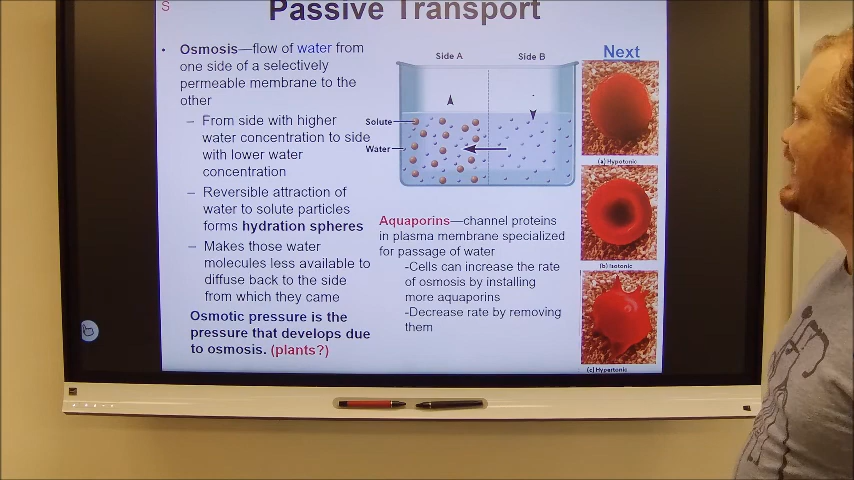 S
Passive Transport
• Osmosis—flow of water from
one side of a selectively
permeable membrane to the
other
– From side with higher
water concentration to side
with lower water
concentration
– Reversible attraction of
water to solute particles
forms hydration spheres
– Makes those water
molecules less available to
diffuse back to the side
from which they came
Osmotic pressure is the
pressure that develops due
to osmosis. (plants?)
Side A
Side B
Solute
Water
Aquaporins—channel proteins
in plasma membrane specialized
for passage of water
-Cells can increase the rate
of osmosis by installing
more aquaporins
-Decrease rate by removing
them
Next
(a) Hypotonic
(b) Isotonic
(c) Hypertonic